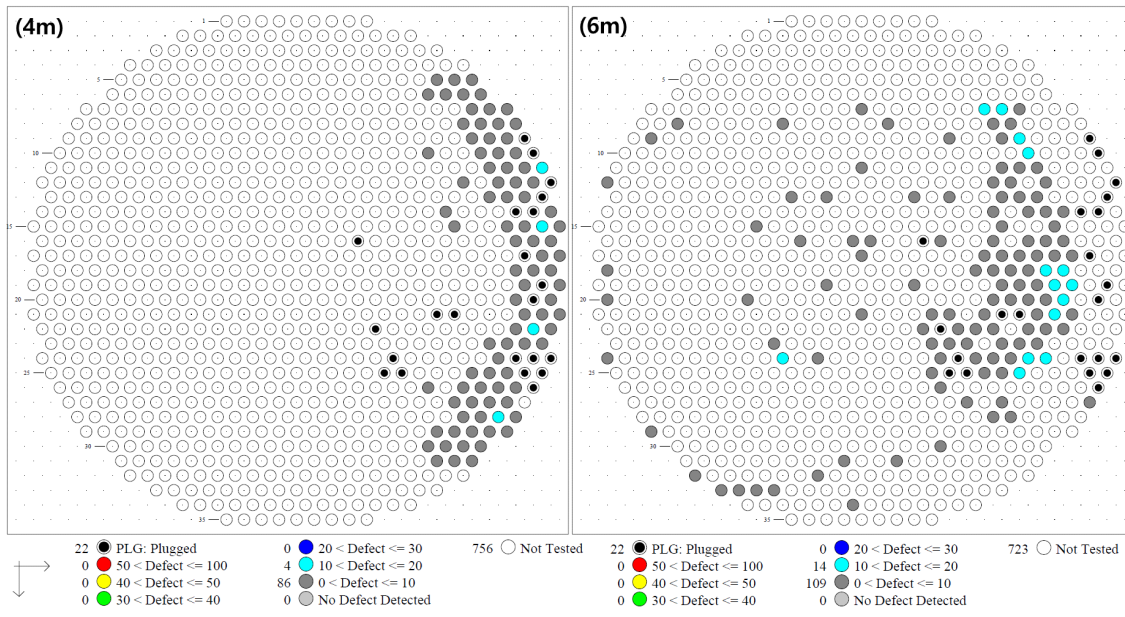 (4m)
1
5
10
15
20
25
30
35
22 PLG: Plugged
0 50 < Defect <= 100
0 40 < Defect <= 50
0 30 < Defect <= 40
0 20 < Defect <= 30
4 10 < Defect <= 20
86 0 < Defect <= 10
0 No Defect Detected
756 Not Tested
(6m)
1
5
10
15
20
25
30
35
22 PLG: Plugged
0 50 < Defect <= 100
0 40 < Defect <= 50
0 30 < Defect <= 40
0 20 < Defect <= 30
14 10 < Defect <= 20
109 0 < Defect <= 10
0 No Defect Detected
723 Not Tested